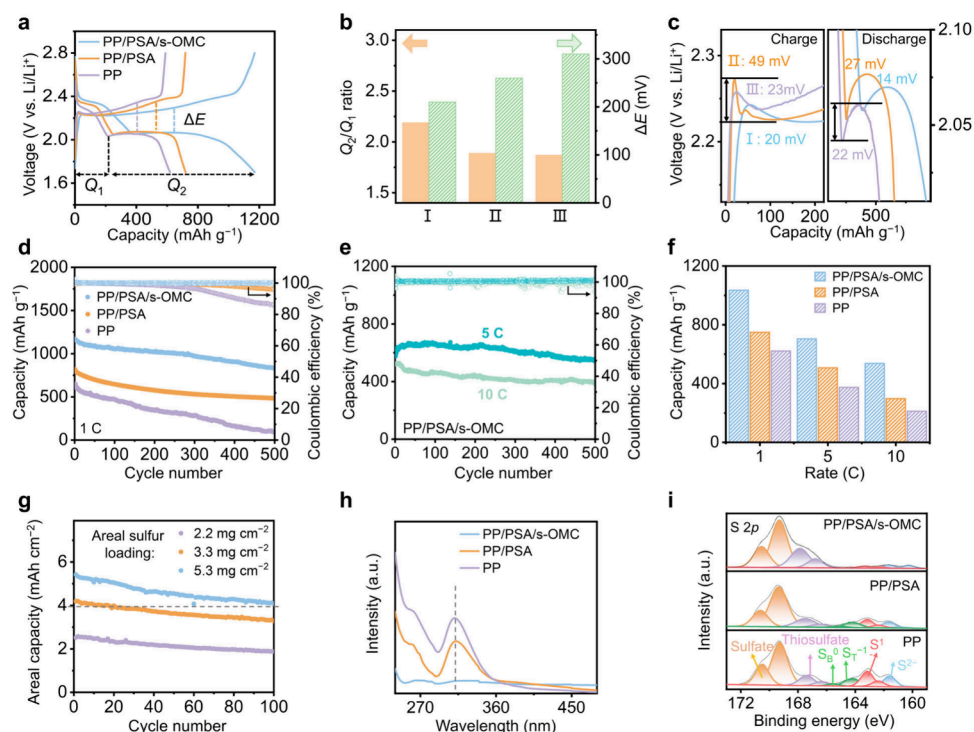 a
PP/PSA/s-OMC
PP/PSA
PP
ΔE
Q1
Q2
2.8
2.4
2.0
1.6
0 400 800 1200
Voltage (V vs. Li/Li⁺)
Capacity (mAh g⁻¹)
b
3.0
2.7
2.4
2.1
1.8
1.5
300
200
100
0
I II III
Q2/Q1 ratio
ΔE (mV)
c
Charge
Discharge
II: 49 mV
III: 23mV
I: 20 mV
27 mV
14 mV
22 mV
2.3
2.2
2.10
2.05
0 100 200 500
Voltage (V vs. Li/Li⁺)
Capacity (mAh g⁻¹)
d
2000
1750
1500
1250
1000
750
500
250
0
100
80
60
40
20
0
PP/PSA/s-OMC
PP/PSA
PP
1 C
0 100 200 300 400 500
Capacity (mAh g⁻¹)
Coulombic efficiency (%)
Cycle number
e
1200
900
600
400
0
100
80
60
40
20
0
5 C
10 C
PP/PSA/s-OMC
0 100 200 300 400 500
Capacity (mAh g⁻¹)
Coulombic efficiency (%)
Cycle number
f
PP/PSA/s-OMC
PP/PSA
PP
1200
800
400
0
1 5 10
Capacity (mAh g⁻¹)
Rate (C)
g
Areal sulfur
loading:
2.2 mg cm⁻²
3.3 mg cm⁻²
5.3 mg cm⁻²
6
4
2
0
0 20 40 60 80 100
Areal capacity (mAh cm⁻²)
Cycle number
h
PP/PSA/s-OMC
PP/PSA
PP
270 360 450
Intensity (a.u.)
Wavelength (nm)
i
S 2p
PP/PSA/s-OMC
PP/PSA
PP
Sulfate
Thiosulfate
S_B⁰ S_T⁻¹
S¹
S²⁻
172 168 164 160
Intensity (a.u.)
Binding energy (eV)